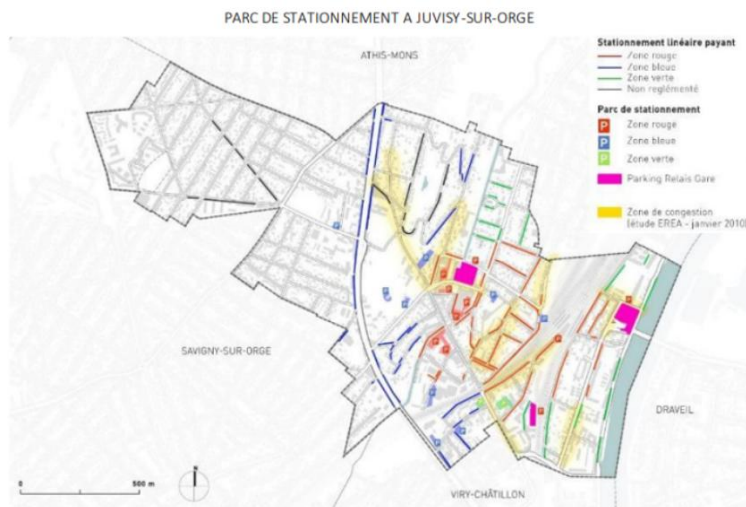 PARC DE STATIONNEMENT A JUVISY-SUR-ORGE
ATHIS-MONS
Stationnement linéaire payant
Zone rouge
Zone bleue
Zone verte
Non reglémenté
Parc de stationnement
P Zone rouge
P Zone bleue
P Zone verte
Parking Relais Gare
Zone de congestion
(étude EREA - janvier 2010)
SAVIGNY-SUR-ORGE
DRAVEIL
VIRY-CHÂTILLON
0 500 m
N